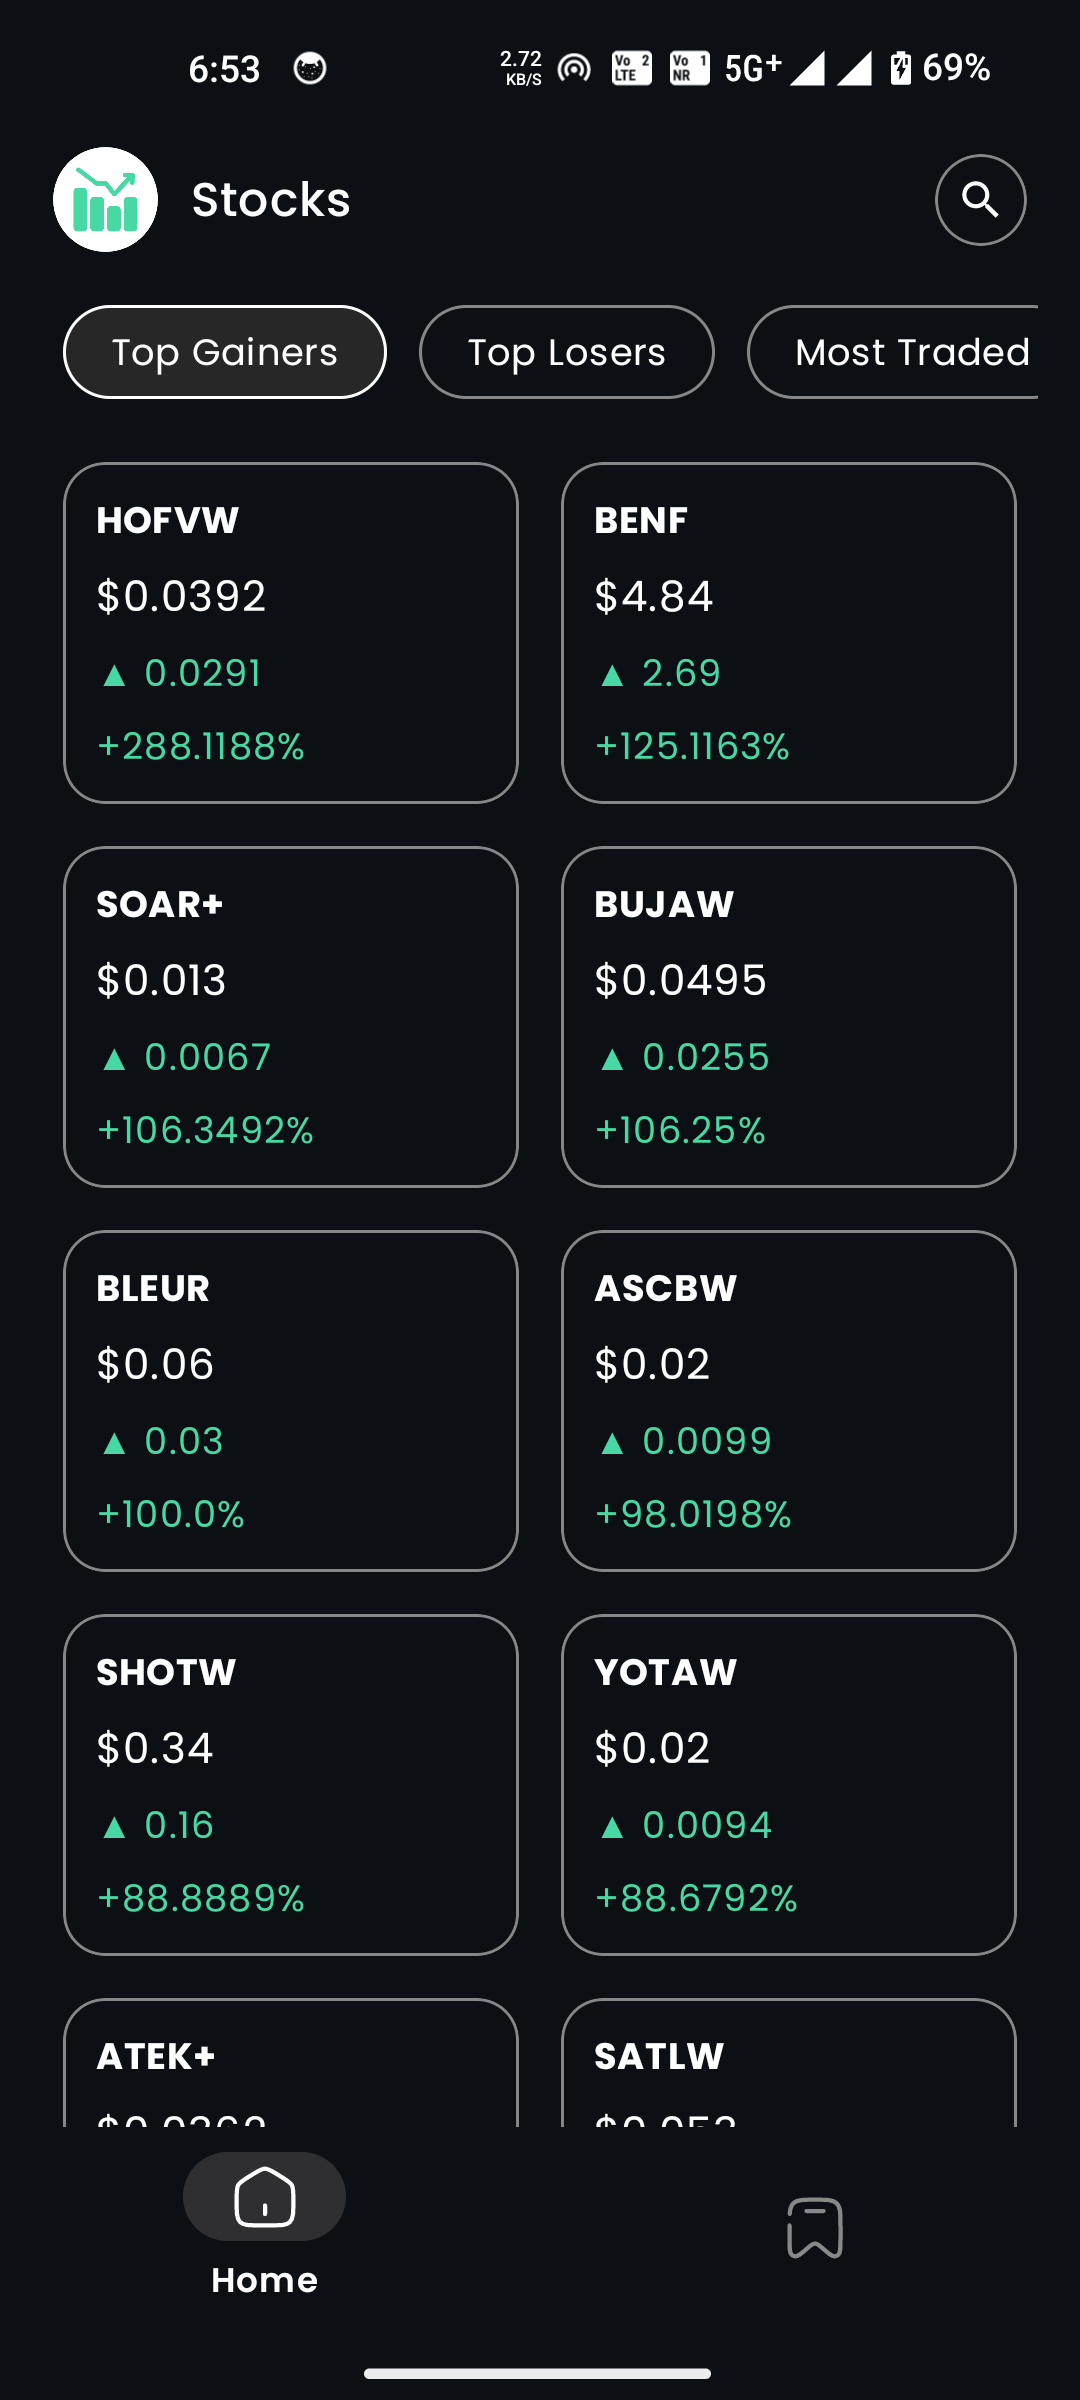 6:53
2.72 KB/S
Vo 2 LTE
Vo 1 NR
5G+
69%
Stocks
Top Gainers
Top Losers
Most Traded
HOFVW
$0.0392
▲ 0.0291
+288.1188%
BENF
$4.84
▲ 2.69
+125.1163%
SOAR+
$0.013
▲ 0.0067
+106.3492%
BUJAW
$0.0495
▲ 0.0255
+106.25%
BLEUR
$0.06
▲ 0.03
+100.0%
ASCBW
$0.02
▲ 0.0099
+98.0198%
SHOTW
$0.34
▲ 0.16
+88.8889%
YOTAW
$0.02
▲ 0.0094
+88.6792%
ATEK+
SATLW
Home